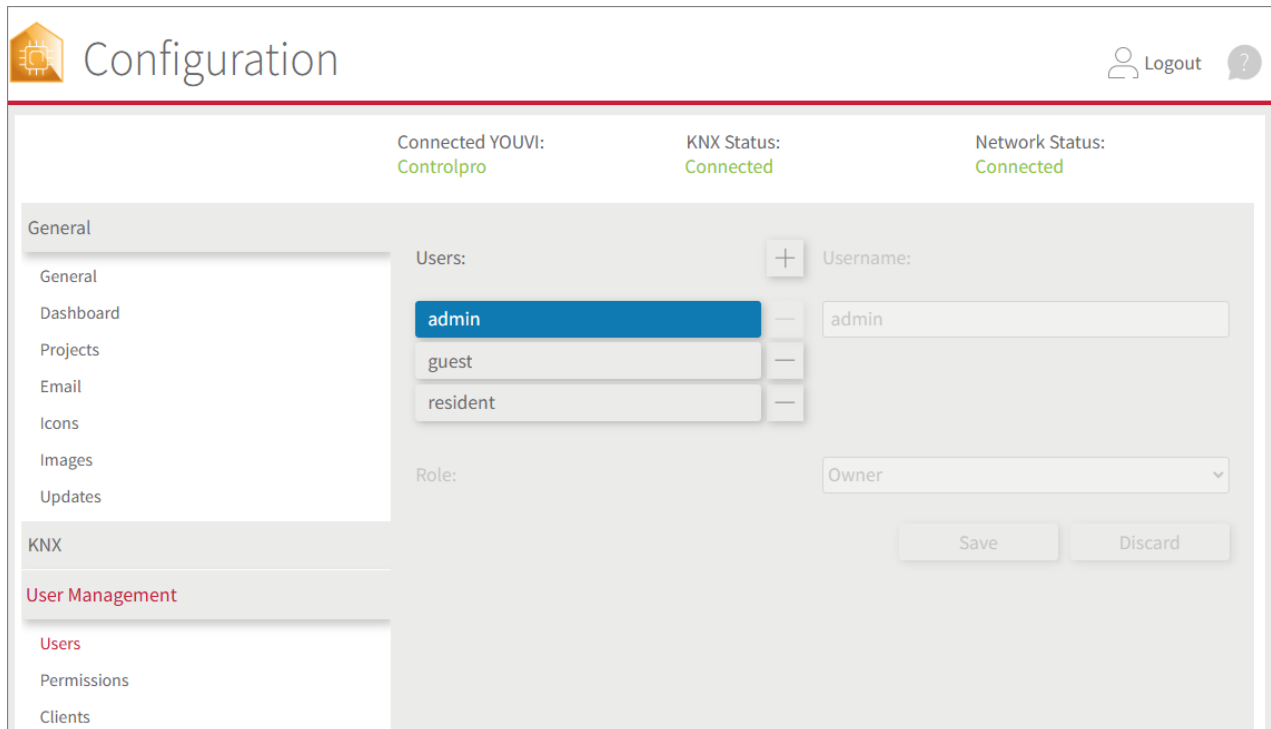 Configuration
Logout
?
Connected YOUVI:
KNX Status:
Network Status:
Controlpro
Connected
Connected
General
General
Dashboard
Projects
Email
Icons
Images
Updates
KNX
User Management
Users
Permissions
Clients
Users:
Username:
admin
admin
guest
resident
Role:
Owner
Save
Discard